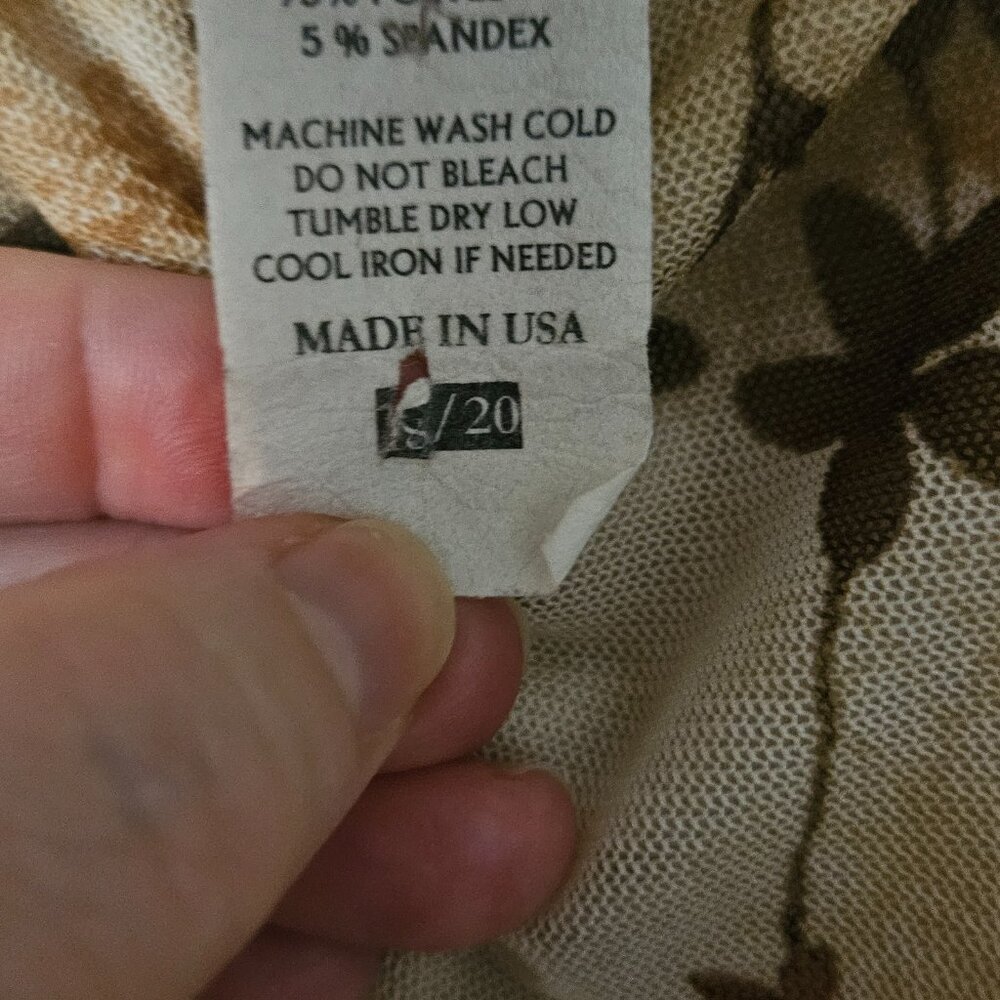 5 % SPANDEX
MACHINE WASH COLD
DO NOT BLEACH
TUMBLE DRY LOW
COOL IRON IF NEEDED
MADE IN USA
/ 20